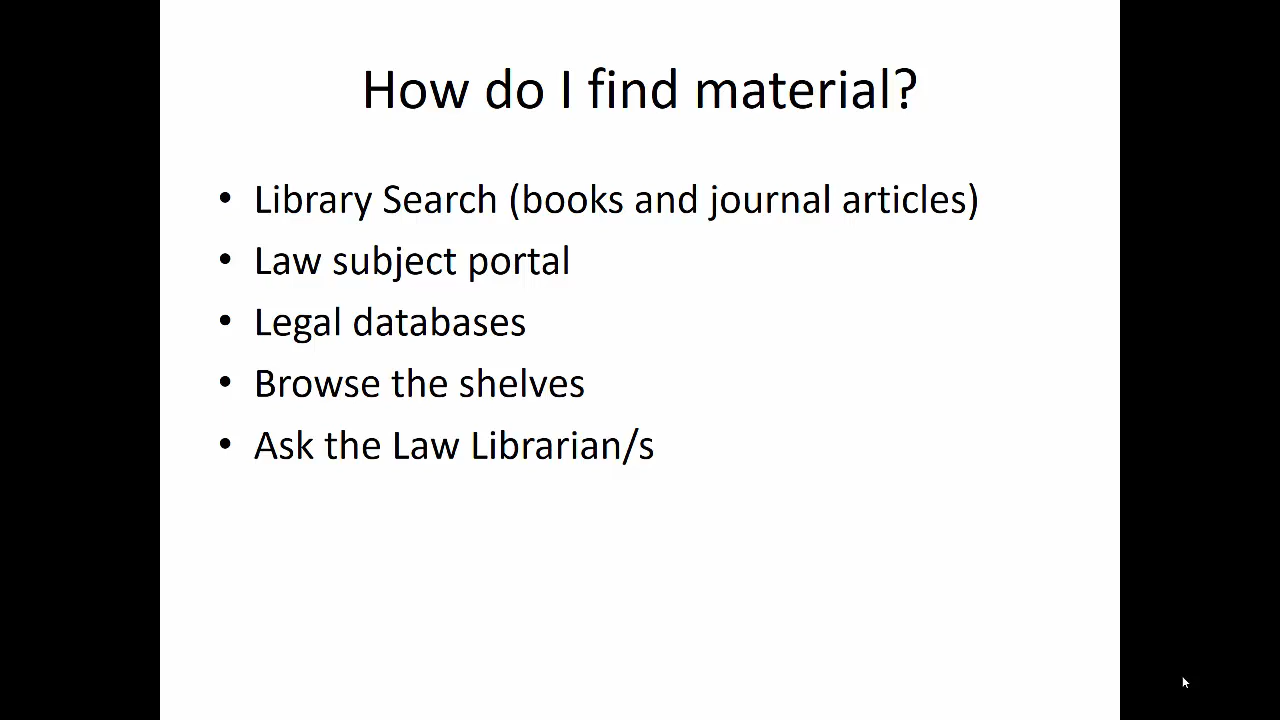 How do I find material?
• Library Search (books and journal articles)
• Law subject portal
• Legal databases
• Browse the shelves
• Ask the Law Librarian/s